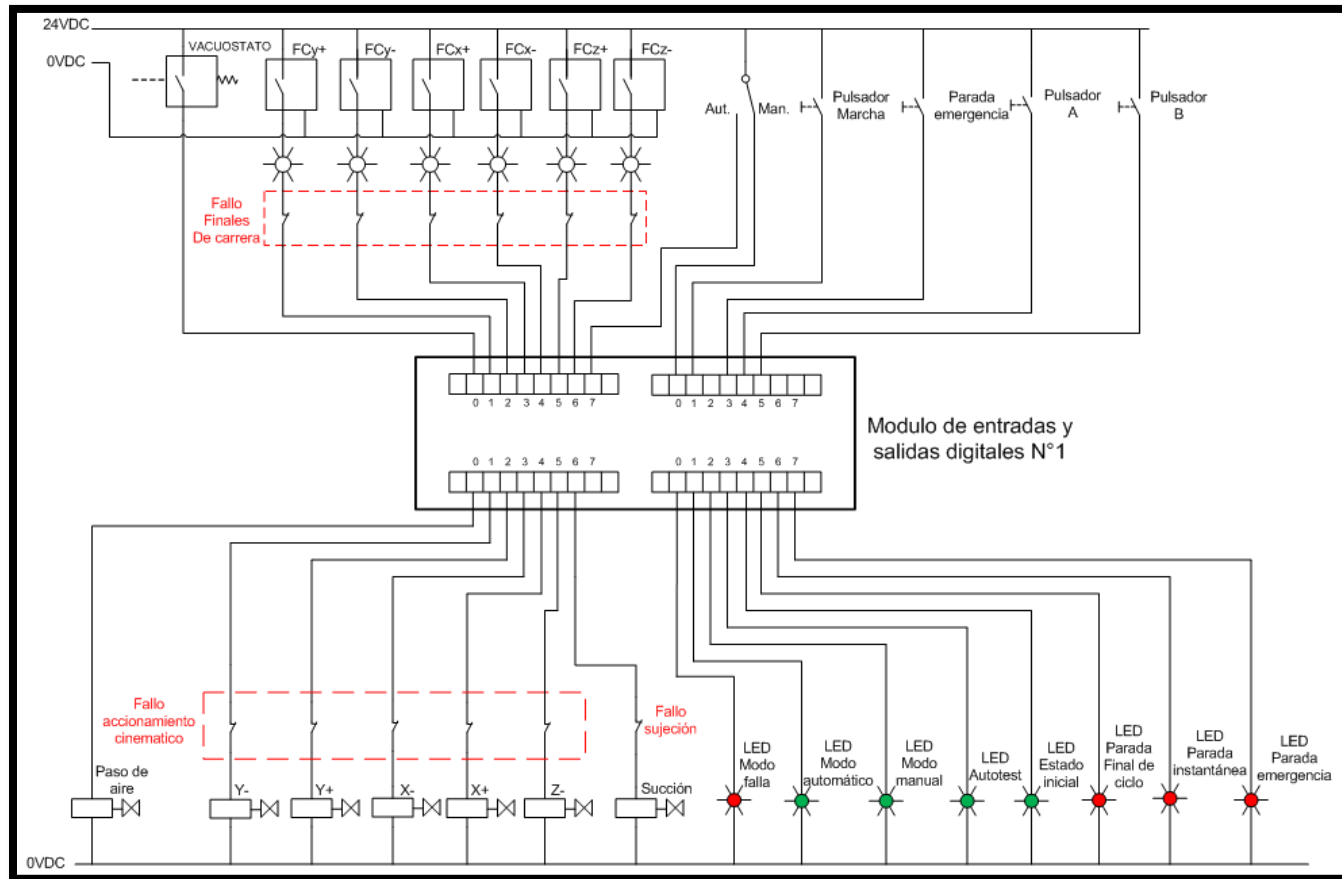 24VDC
0VDC
VACUOSTATO
FCy+
FCy-
FCx+
FCx-
FCz+
FCz-
Aut.
Man.
Pulsador
Marcha
Parada
emergencia
Pulsador
A
Pulsador
B
Fallo
Finales
De carrera
0 1 2 3 4 5 6 7
0 1 2 3 4 5 6 7
Modulo de entradas y
salidas digitales N°1
0 1 2 3 4 5 6 7
0 1 2 3 4 5 6 7
Fallo
accionamiento
cinematico
Fallo
sujeción
Paso de
aire
Y-
Y+
X-
X+
Z-
Succión
LED
Modo
falla
LED
Modo
automático
LED
Modo
manual
LED
Autotest
LED
Estado
inicial
LED
Parada
Final de
ciclo
LED
Parada
instantánea
LED
Parada
emergencia
0VDC